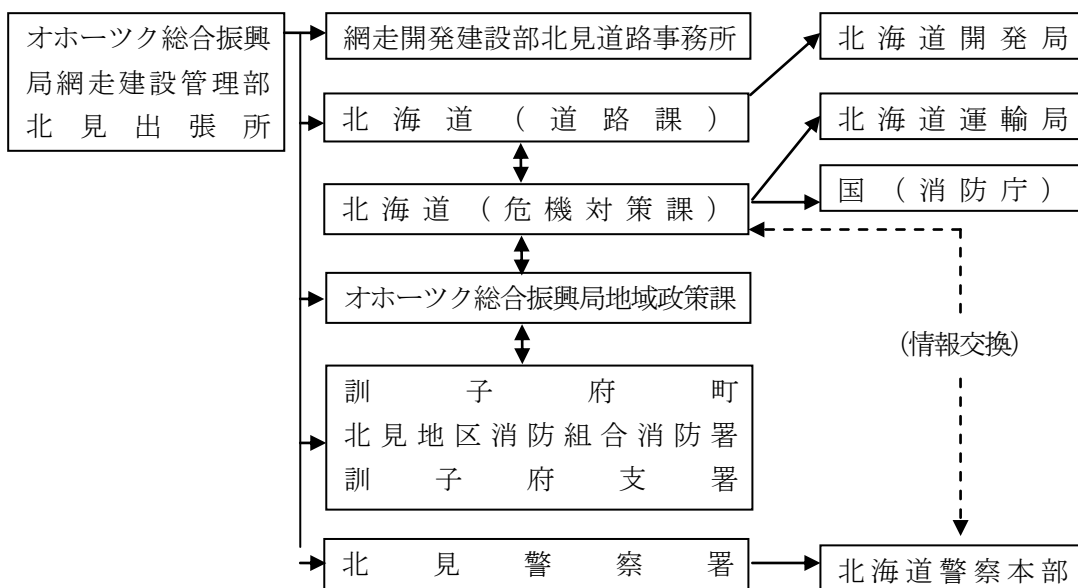 オホーツク総合振興
局網走建設管理部
北見出張所
網走開発建設部北見道路事務所
北海道開発局
北海道（道路課）
北海道運輸局
北海道（危機対策課）
国（消防庁）
オホーツク総合振興局地域政策課
(情報交換)
訓子府町
北見地区消防組合消防署
訓子府支署
北見警察署
北海道警察本部